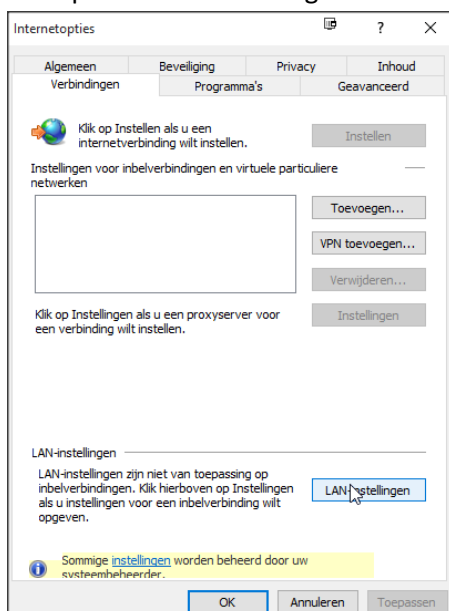 Internetopties
?
Algemeen Beveiliging Privacy Inhoud
Verbindingen Programma's Geavanceerd
Klik op Instellen als u een
internetverbinding wilt instellen.
Instellen
Instellingen voor inbelverbindingen en virtuele particuliere
netwerken
Toevoegen...
VPN toevoegen...
Verwijderen...
Klik op Instellingen als u een proxyserver voor
een verbinding wilt instellen.
Instellingen
LAN-instellingen
LAN-instellingen zijn niet van toepassing op
inbelverbindingen. Klik hierboven op Instellingen
als u instellingen voor een inbelverbinding wilt
opgeven.
LAN-instellingen
Sommige instellingen worden beheerd door uw
systeembeheerder.
OK Annuleren Toepassen